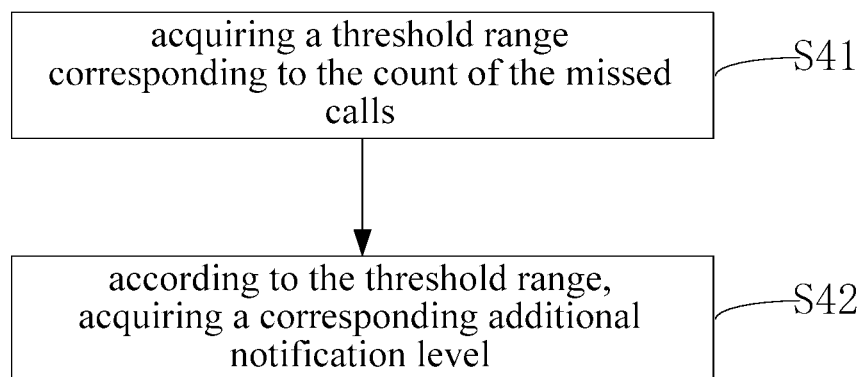 acquiring a threshold range
corresponding to the count of the missed
calls
S41
according to the threshold range,
acquiring a corresponding additional
notification level
S42